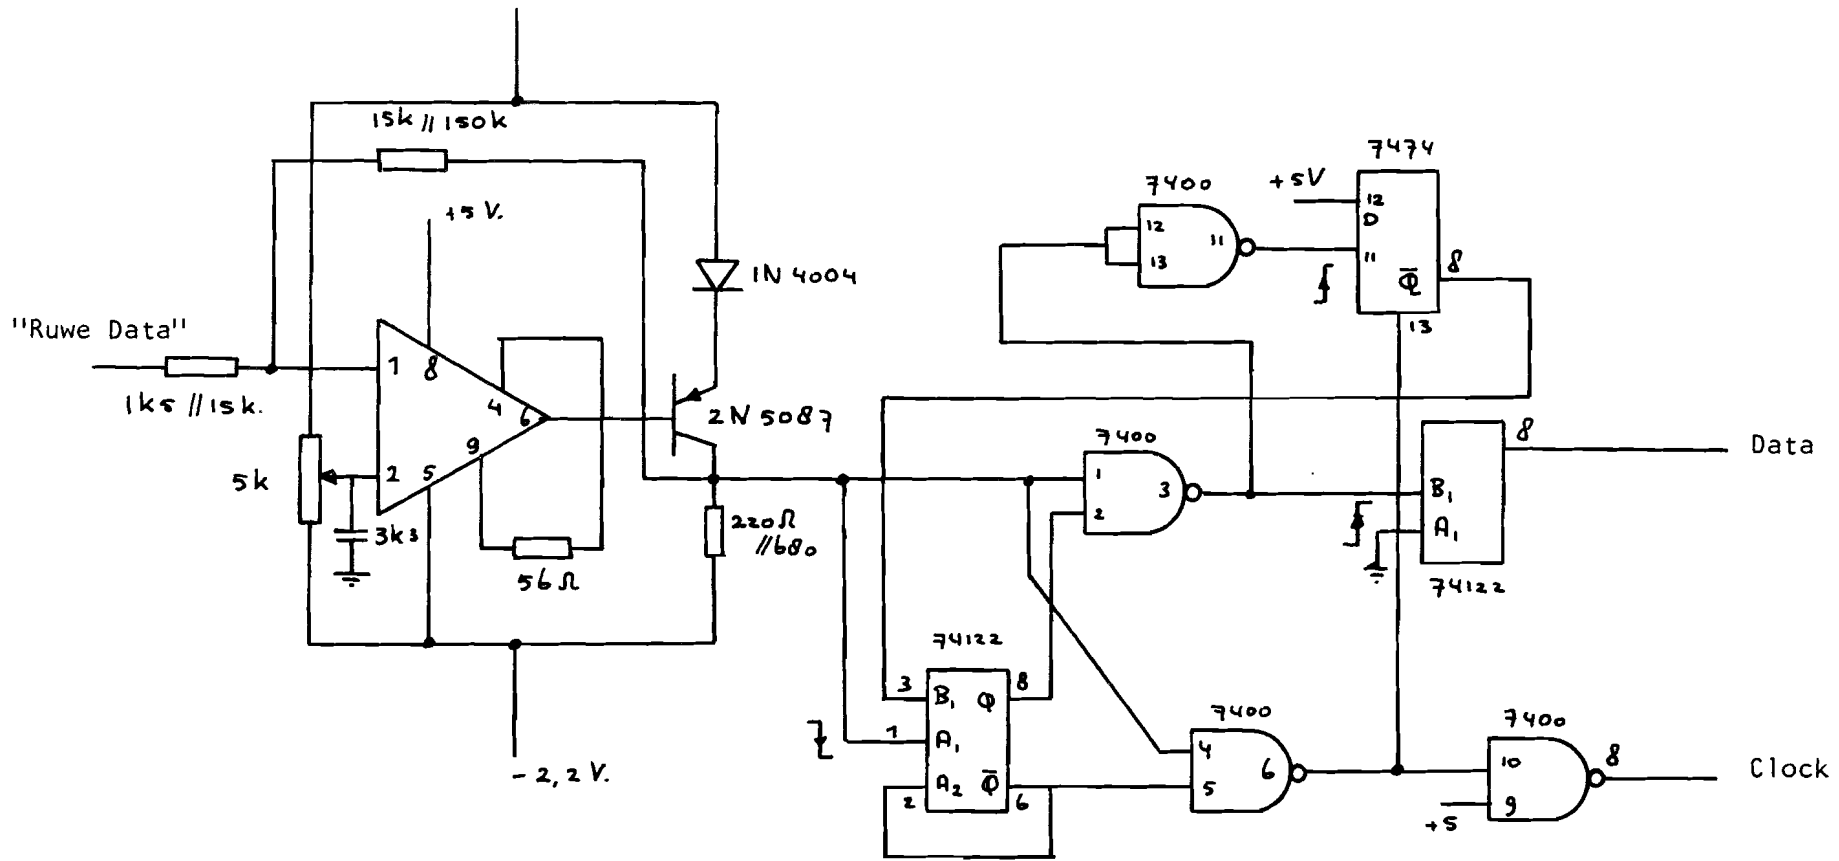 15k // 150k
+5 V.
"Ruwe Data"
1k5 // 15k.
1
8
4
6
9
2
5
5k
3k3
56 Ω
1N 4004
2N 5087
220 Ω
// 680
- 2,2 V.
7400
12
13
11
7474
+5V
12
D
11
Q̅
8
13
7400
1
2
3
8
Data
B₁
A₁
74122
74122
3
B₁
Q
8
1
A₁
2
A₂
Q̅
6
7400
4
5
6
7400
10
9
+5
8
Clock